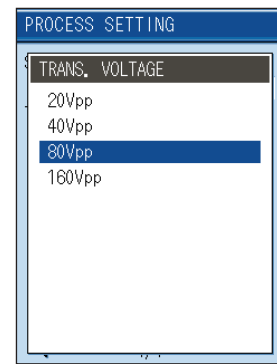 PROCESS SETTING
TRANS. VOLTAGE
20Vpp
40Vpp
80Vpp
160Vpp